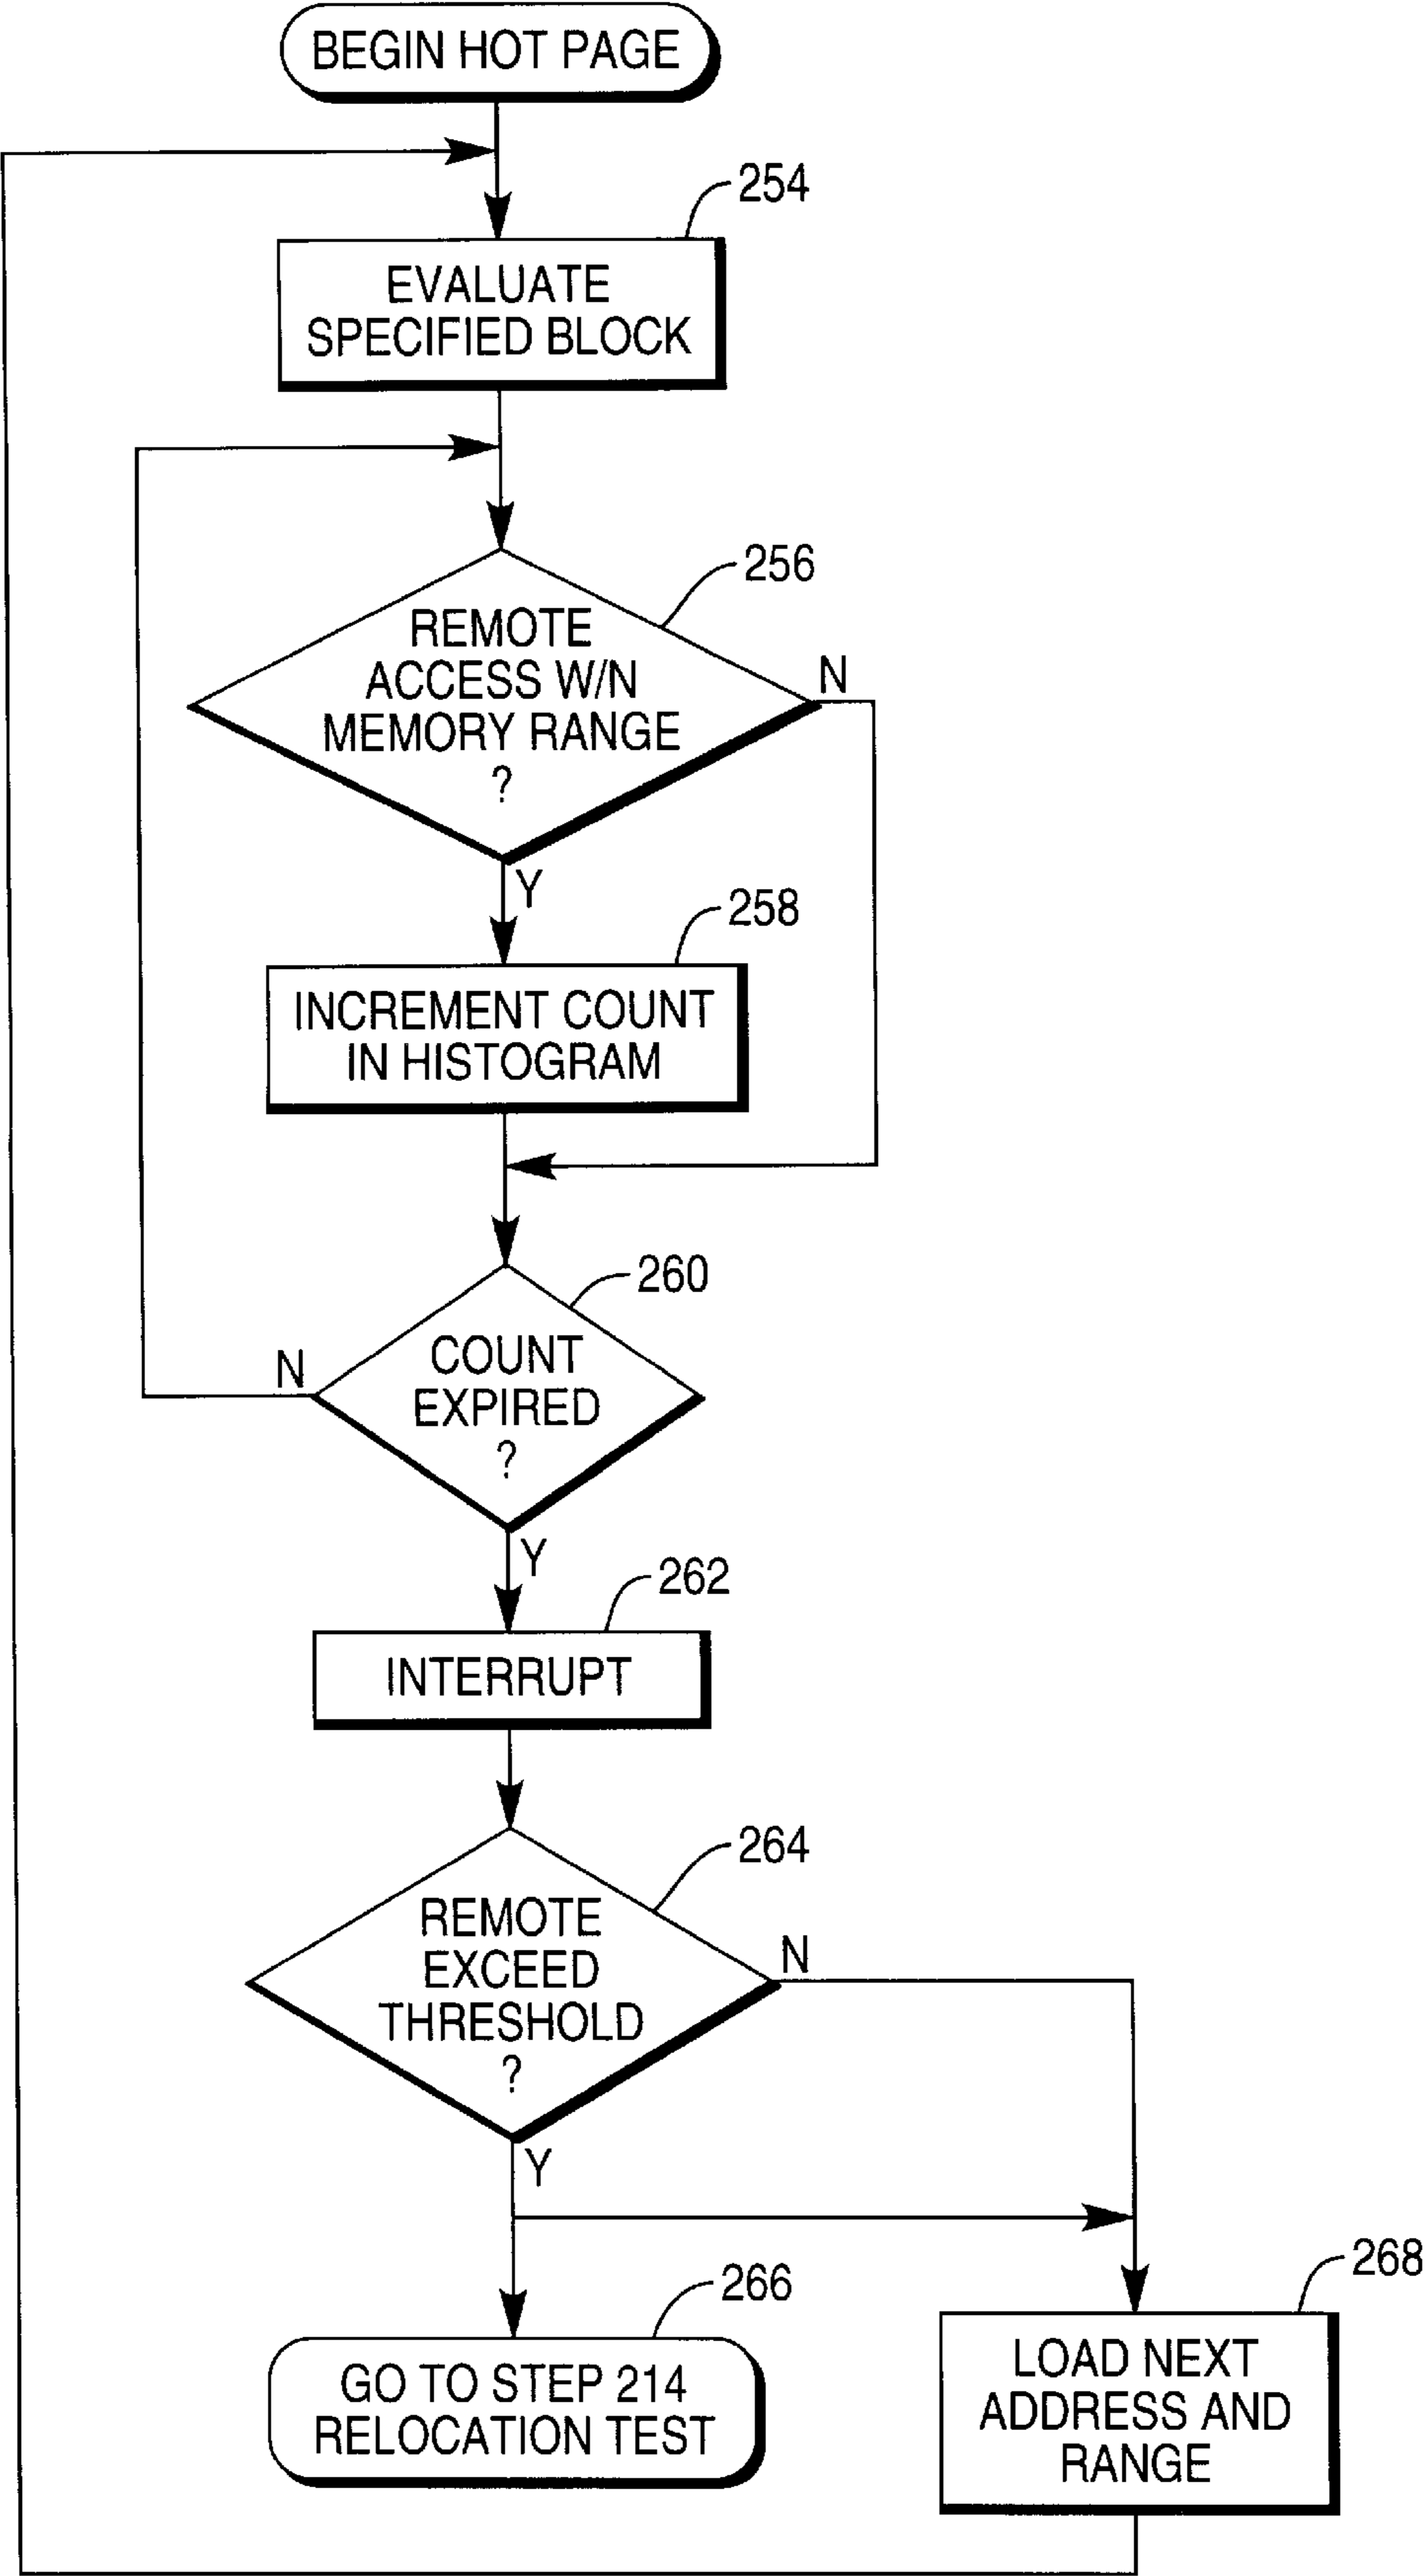 BEGIN HOT PAGE
254
EVALUATE
SPECIFIED BLOCK
256
REMOTE
ACCESS W/N
MEMORY RANGE
?
N
Y
258
INCREMENT COUNT
IN HISTOGRAM
260
COUNT
EXPIRED
?
N
Y
262
INTERRUPT
264
REMOTE
EXCEED
THRESHOLD
?
N
Y
266
GO TO STEP 214
RELOCATION TEST
268
LOAD NEXT
ADDRESS AND
RANGE